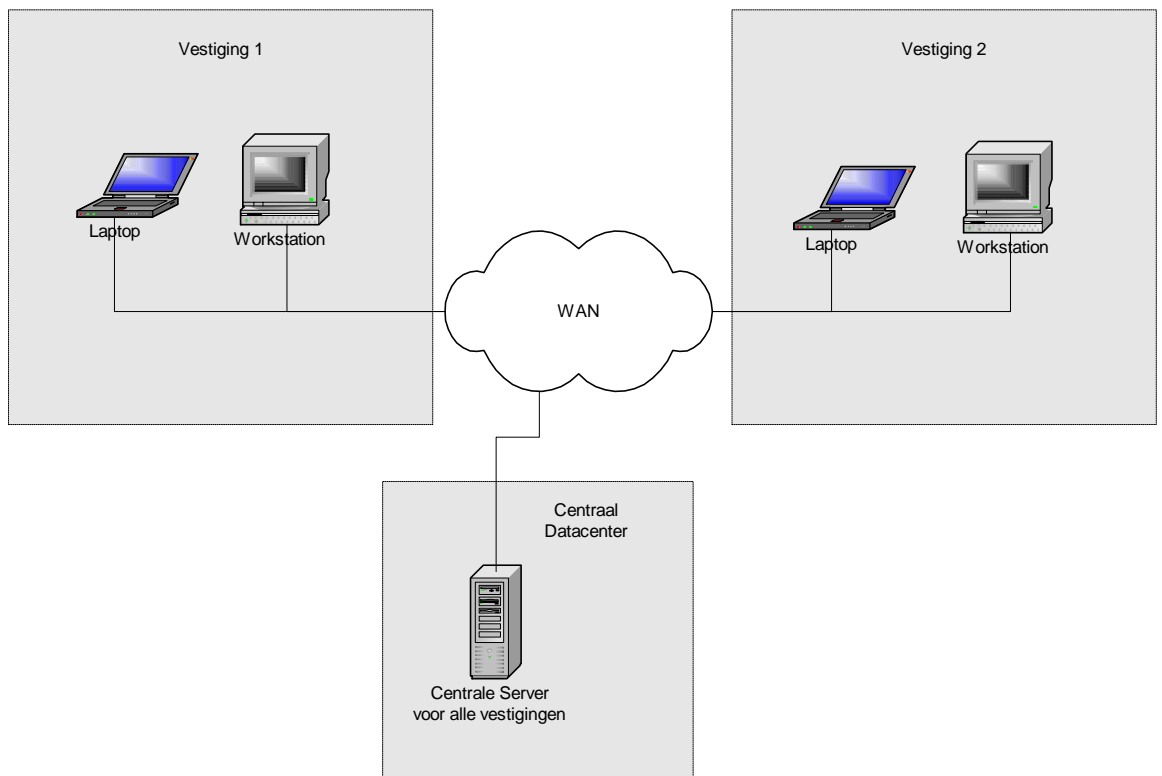 Vestiging 1
Vestiging 2
Laptop
Workstation
Laptop
Workstation
WAN
Centraal
Datacenter
Centrale Server
voor alle vestigingen